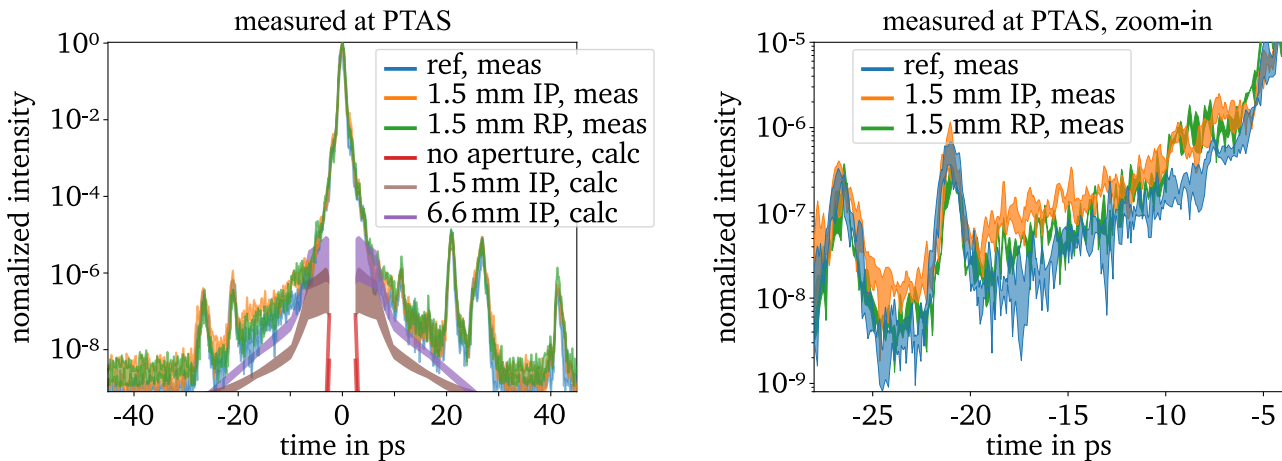 measured at PTAS
nomalized intensity
10⁰
10⁻²
10⁻⁴
10⁻⁶
10⁻⁸
ref, meas
1.5 mm IP, meas
1.5 mm RP, meas
no aperture, calc
1.5 mm IP, calc
6.6 mm IP, calc
-40 -20 0 20 40
time in ps
measured at PTAS, zoom-in
nomalized intensity
10⁻⁵
10⁻⁶
10⁻⁷
10⁻⁸
10⁻⁹
ref, meas
1.5 mm IP, meas
1.5 mm RP, meas
-25 -20 -15 -10 -5
time in ps